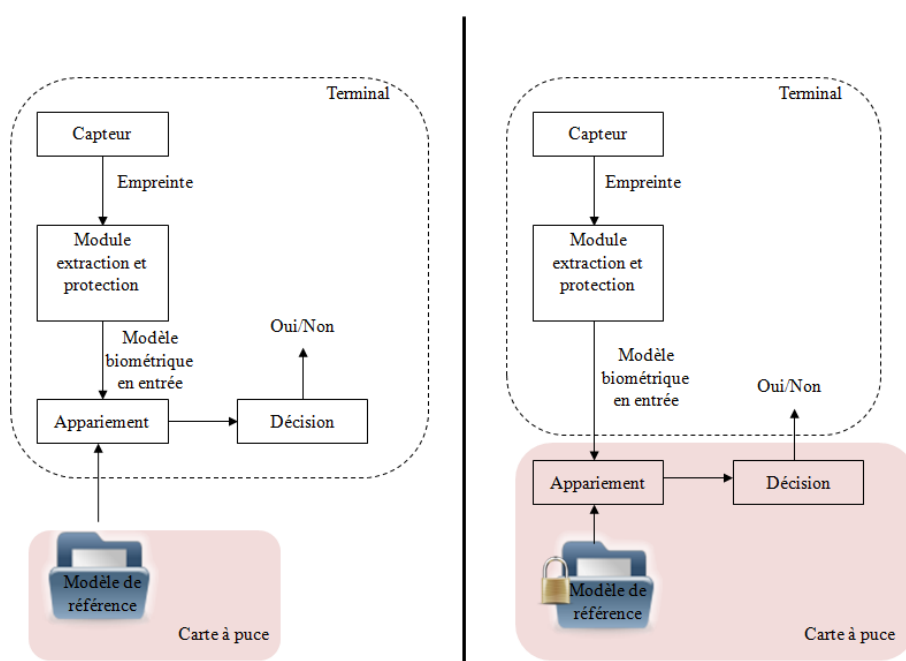 Terminal
Capteur
Empreinte
Module
extraction et
protection
Oui/Non
Modèle
biométrique
en entrée
Appariement
Décision
Modèle de
référence
Carte à puce
Terminal
Capteur
Empreinte
Module
extraction et
protection
Modèle
biométrique
en entrée
Oui/Non
Appariement
Décision
Modèle de
référence
Carte à puce